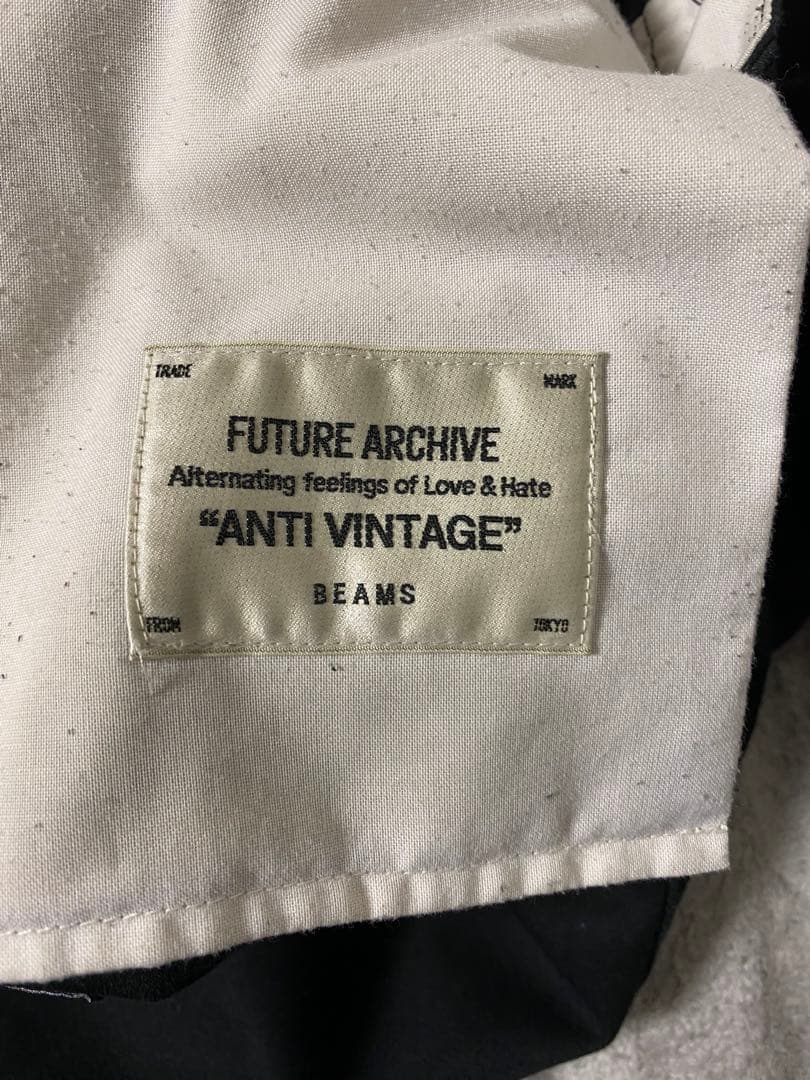 TRADE MARK
FUTURE ARCHIVE
Alternating feelings of Love & Hate
“ANTI VINTAGE”
BEAMS
FROM TOKYO